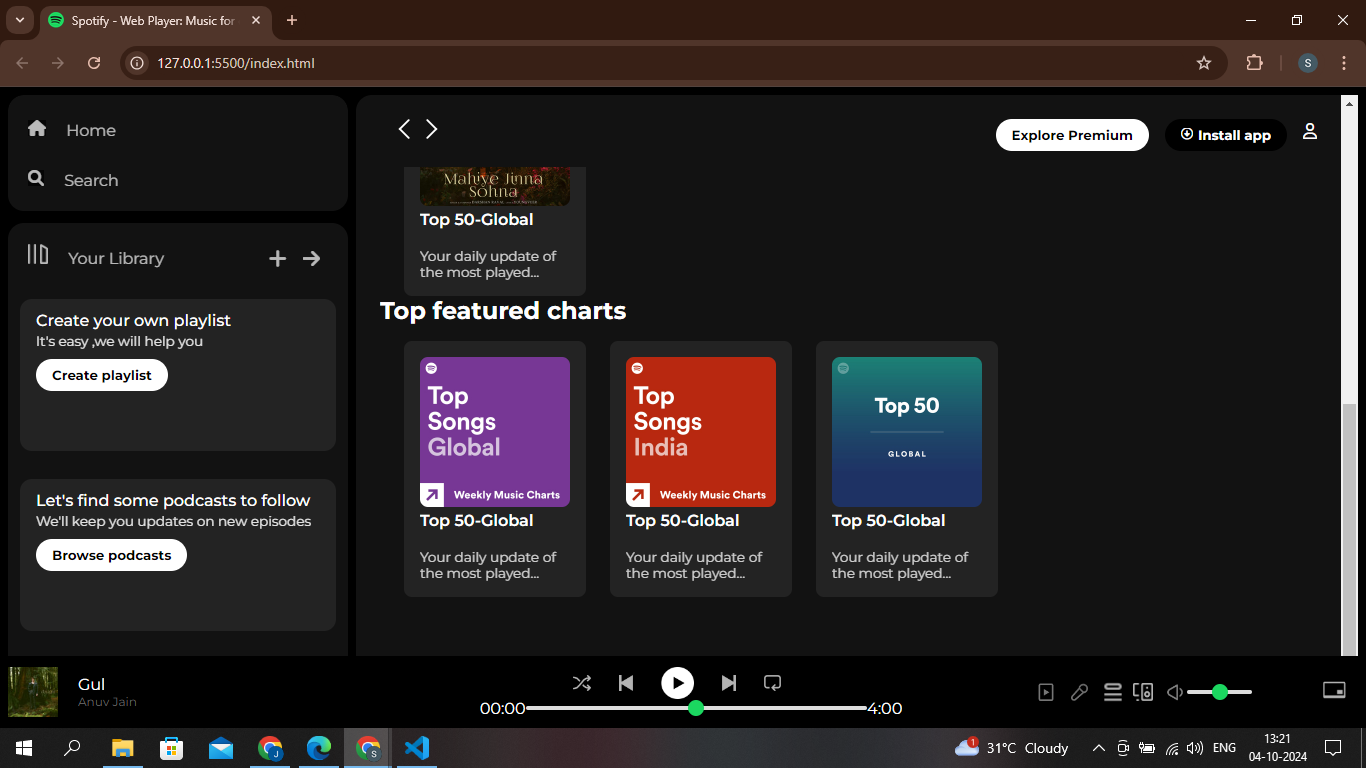 Spotify - Web Player: Music for
127.0.0.1:5500/index.html
S
Home
Search
Your Library
Create your own playlist
It's easy ,we will help you
Create playlist
Let's find some podcasts to follow
We'll keep you updates on new episodes
Browse podcasts
Explore Premium
Install app
Mahiye Jinna
Sohna
Top 50-Global
Your daily update of
the most played...
Top featured charts
Top
Songs
Global
Weekly Music Charts
Top 50-Global
Your daily update of
the most played...
Top
Songs
India
Weekly Music Charts
Top 50-Global
Your daily update of
the most played...
Top 50
GLOBAL
Top 50-Global
Your daily update of
the most played...
Gul
Anuv Jain
00:00
4:00
J
S
1
31°C Cloudy
ENG
13:21
04-10-2024